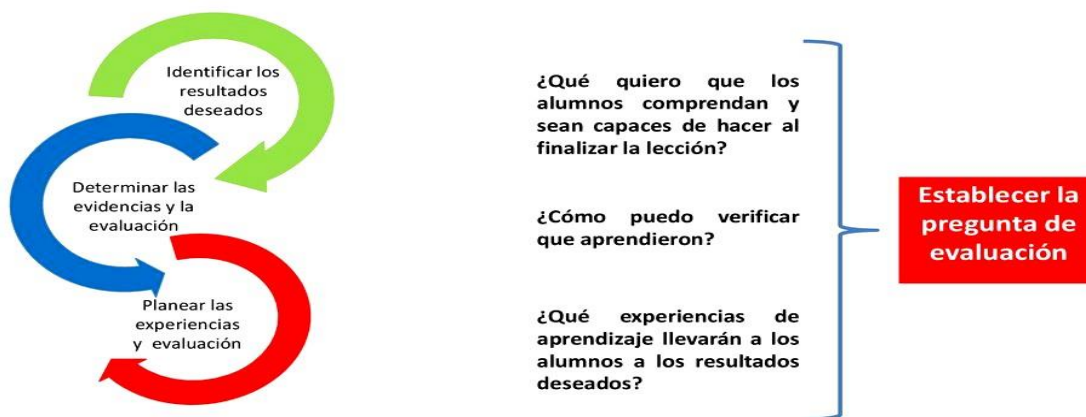 Identificar los
resultados
deseados
Determinar las
evidencias y la
evaluación
Planear las
experiencias
y evaluación
¿Qué quiero que los
alumnos comprendan y
sean capaces de hacer al
finalizar la lección?
¿Cómo puedo verificar
que aprendieron?
¿Qué experiencias de
aprendizaje llevarán a los
alumnos a los resultados
deseados?
Establecer la
pregunta de
evaluación